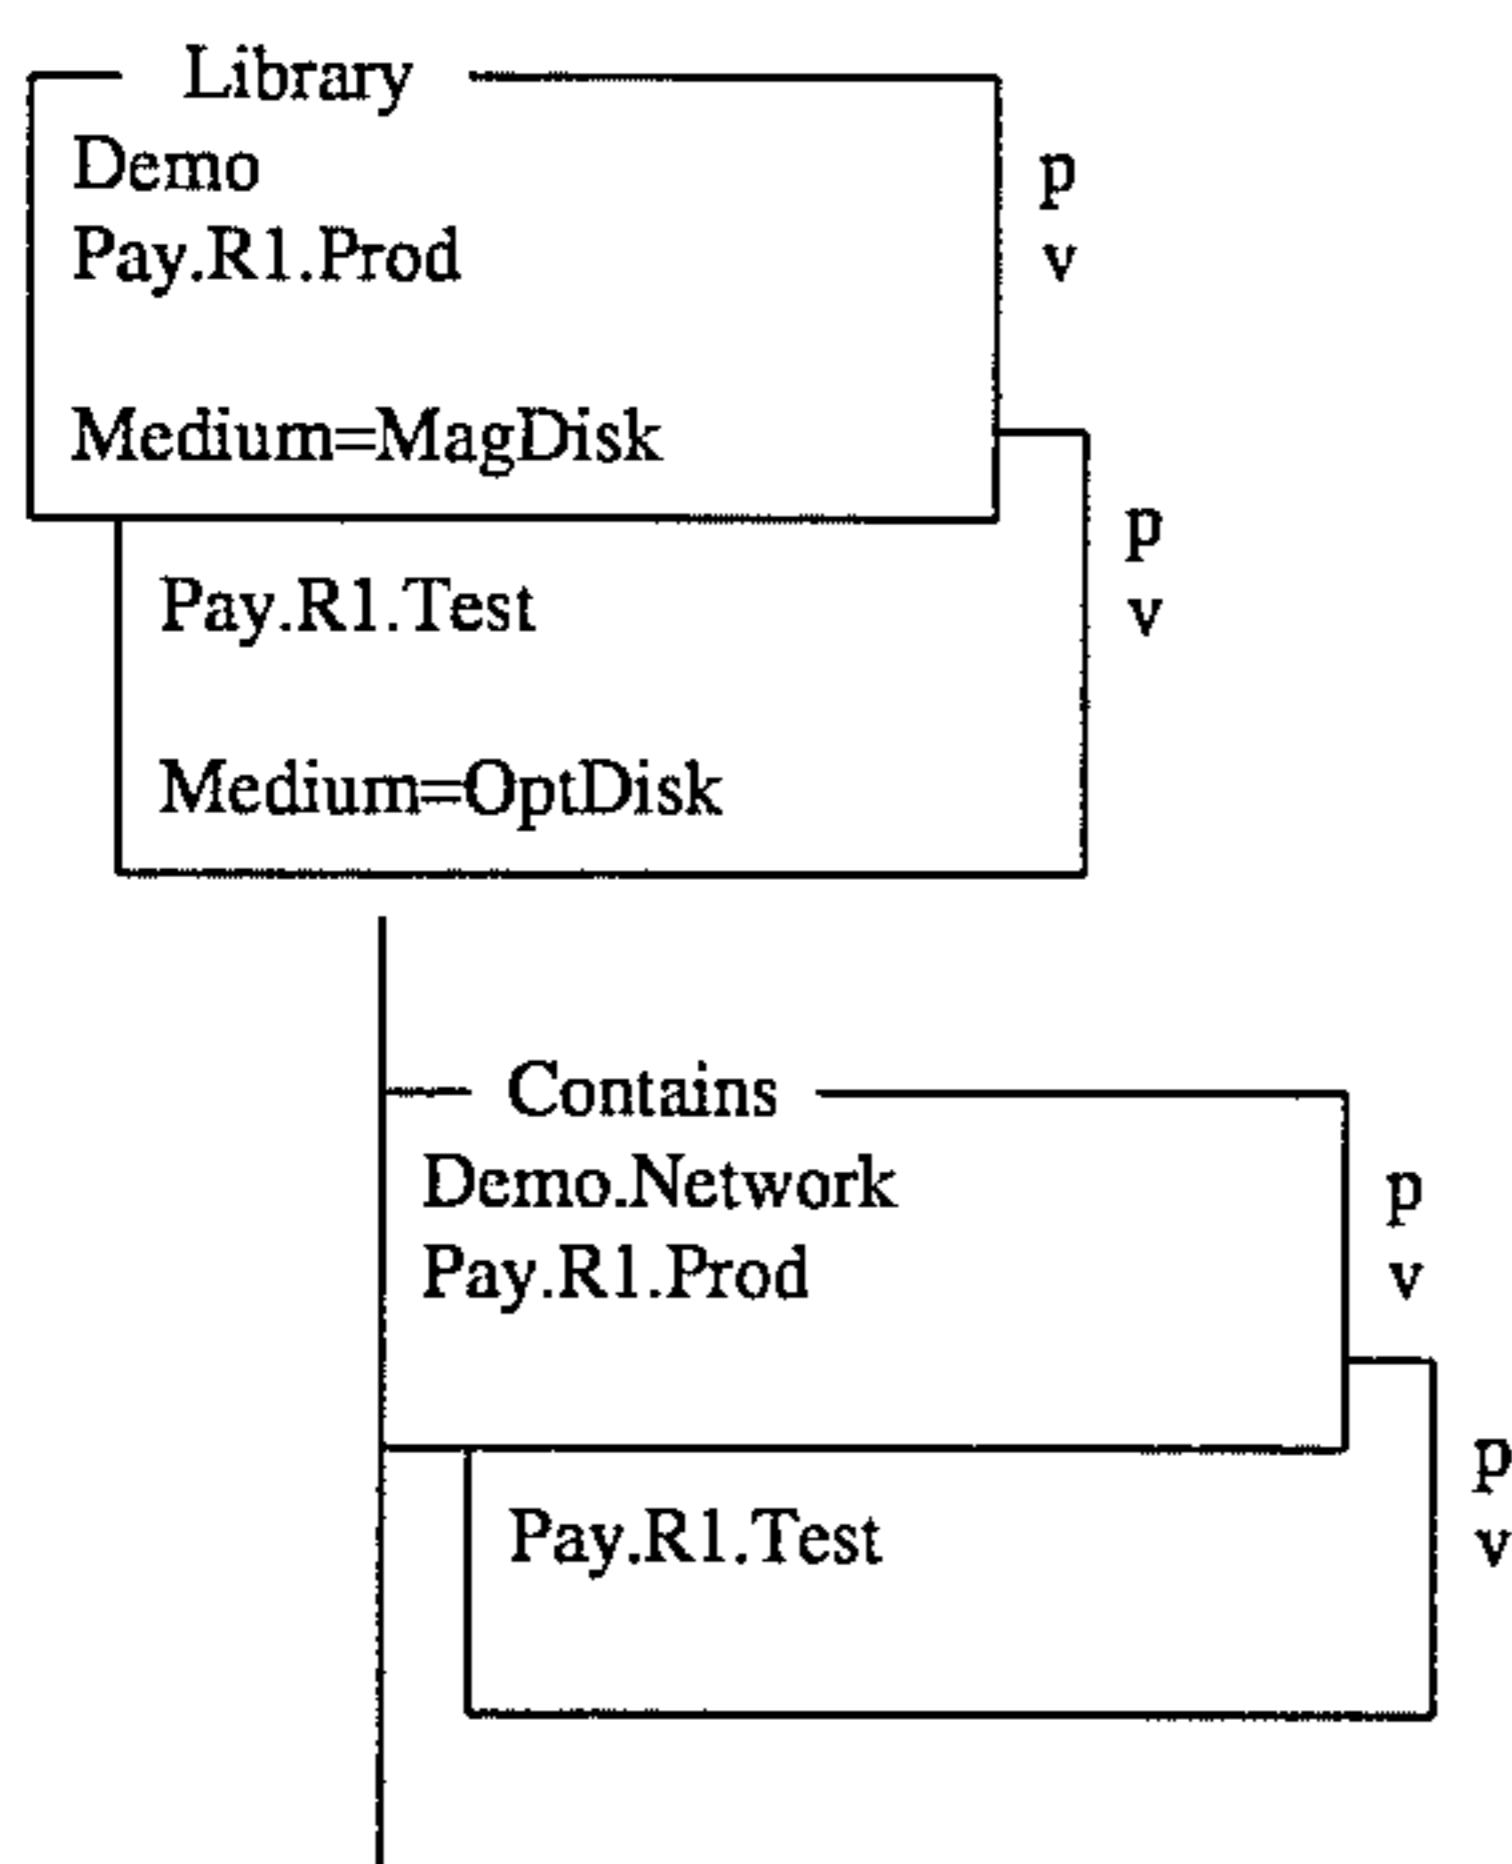 Library
Demo
p
Pay.R1.Prod
v
Medium=MagDisk
p
Pay.R1.Test
v
Medium=OptDisk
Contains
Demo.Network
p
Pay.R1.Prod
v
p
Pay.R1.Test
v